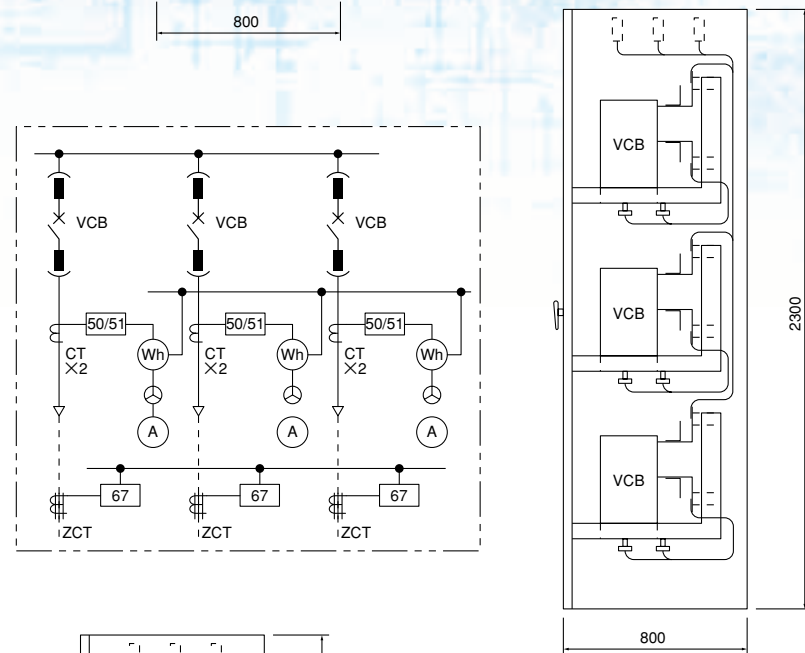 800
VCB
VCB
VCB
50/51
50/51
50/51
CT
×2
Wh
CT
×2
Wh
CT
×2
Wh
A
A
A
67
67
67
ZCT
ZCT
ZCT
VCB
VCB
VCB
2300
800